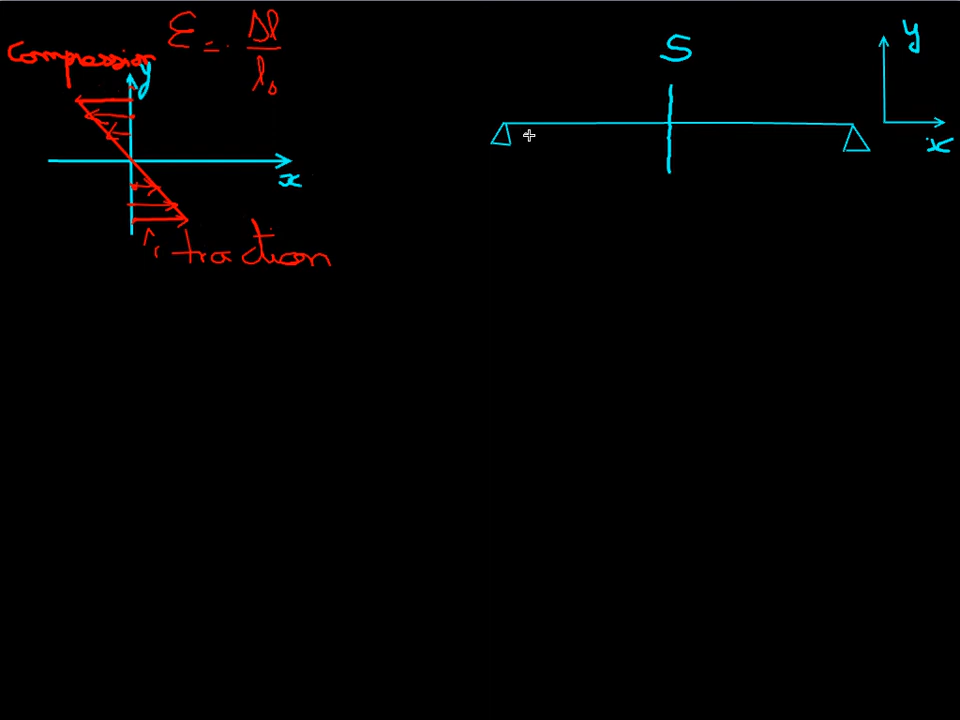 ε = Δl / l₀
Compression
y
x
traction
S
y
x